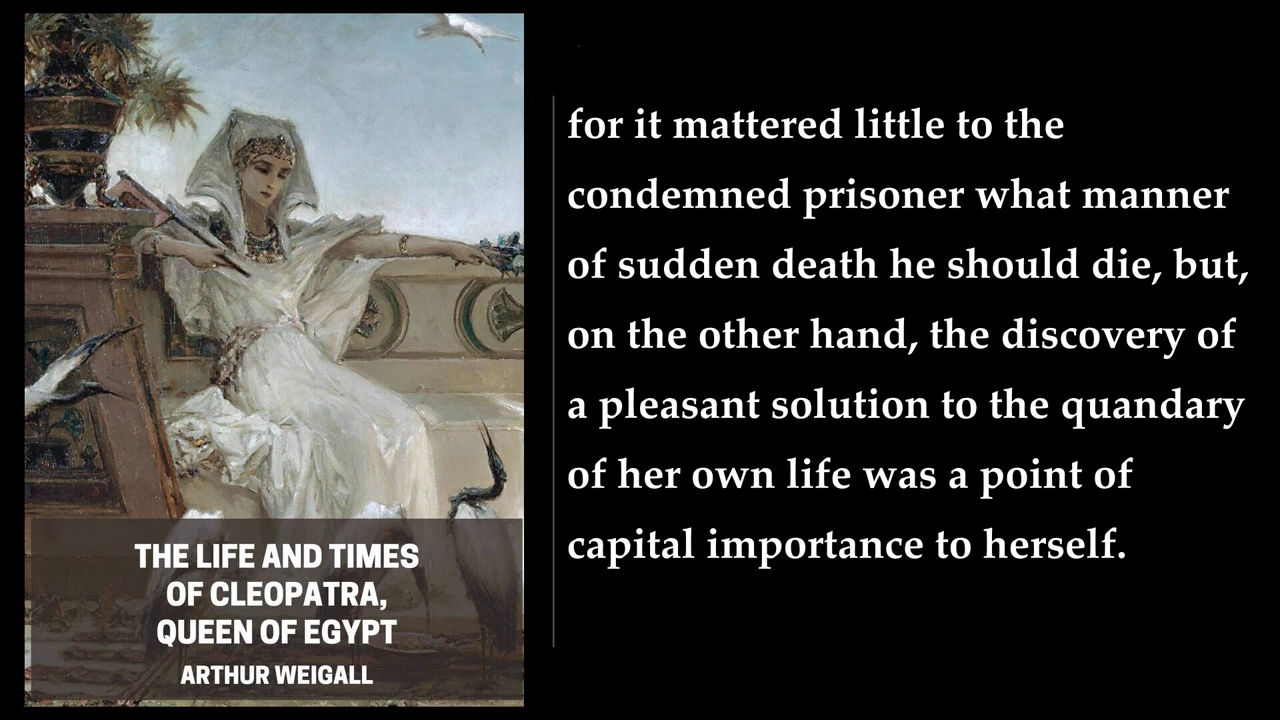 THE LIFE AND TIMES
OF CLEOPATRA,
QUEEN OF EGYPT
ARTHUR WEIGALL
for it mattered little to the
condemned prisoner what manner
of sudden death he should die, but,
on the other hand, the discovery of
a pleasant solution to the quandary
of her own life was a point of
capital importance to herself.